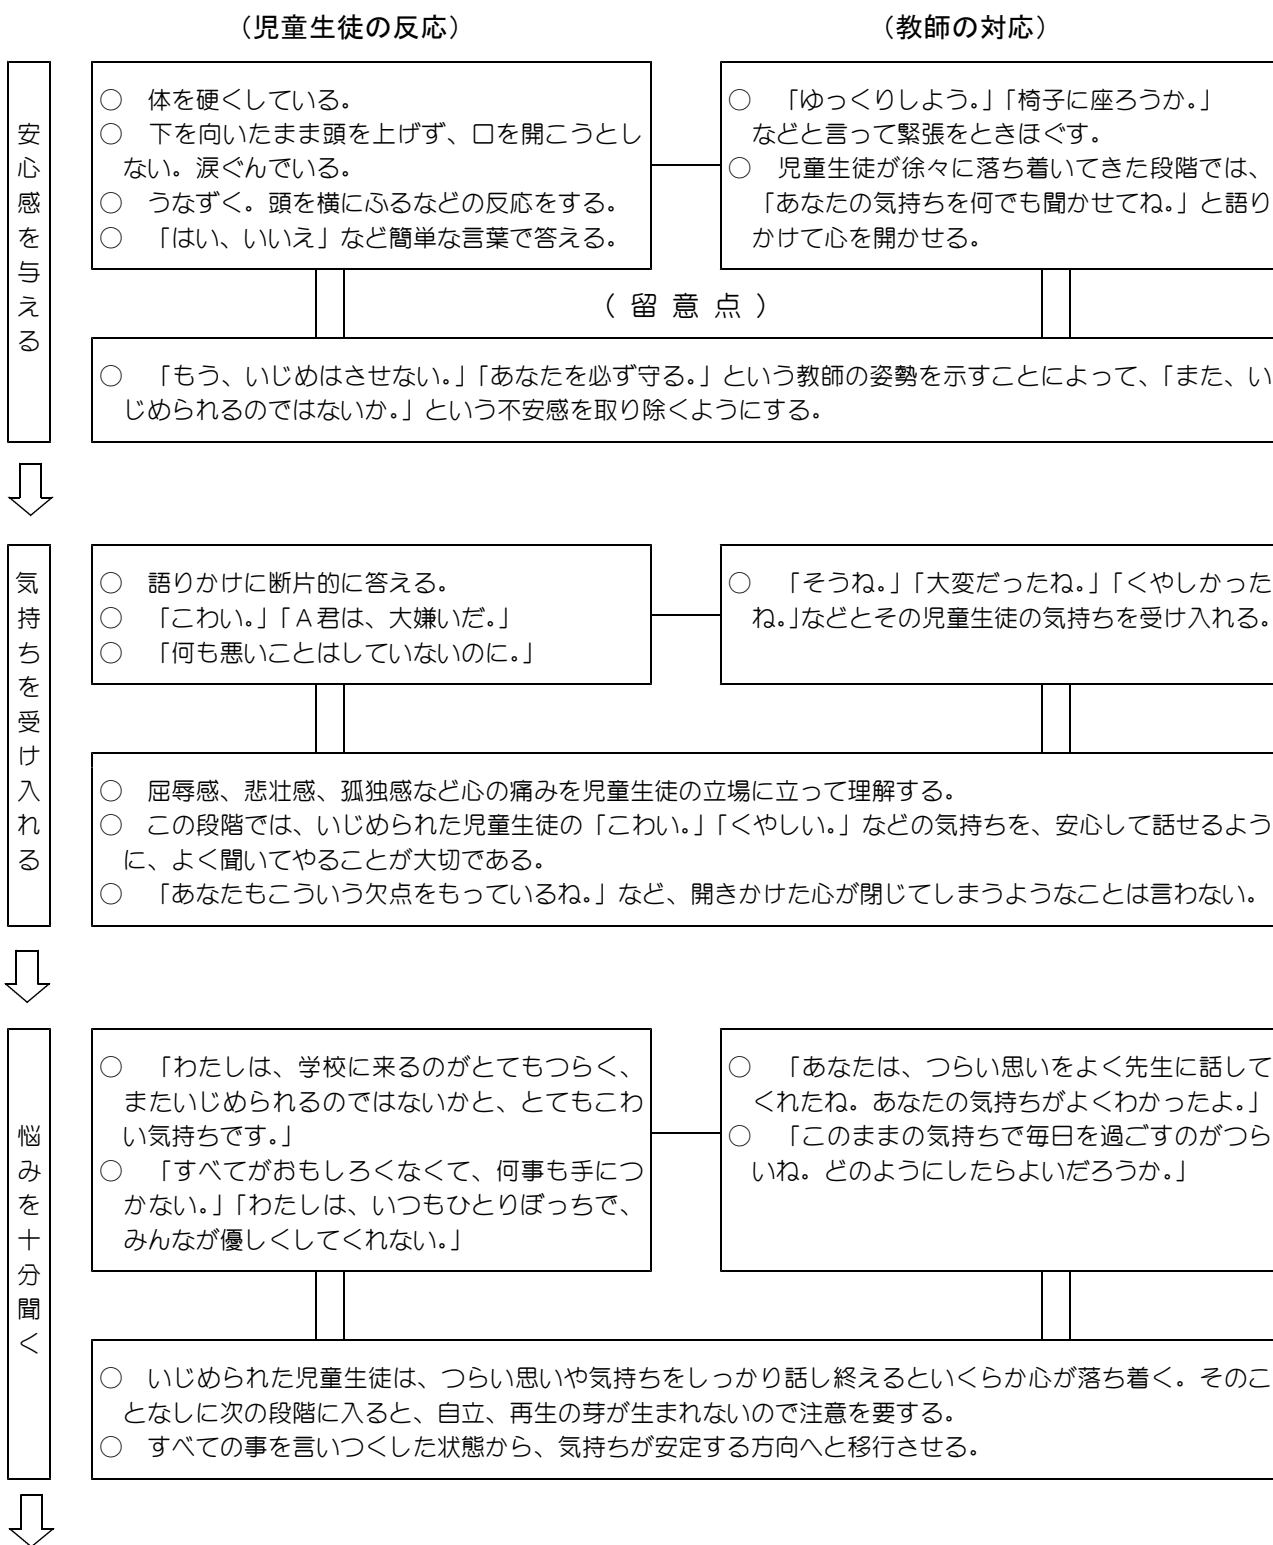 (児童生徒の反応)
(教師の対応)
安心感を与える
○ 体を硬くしている。
○ 下を向いたまま頭を上げず、口を開こうとし
ない。涙ぐんでいる。
○ うなずく。頭を横にふるなどの反応をする。
○ 「はい、いいえ」など簡単な言葉で答える。
○ 「ゆっくりしよう。」「椅子に座ろうか。」
などと言って緊張をときほぐす。
○ 児童生徒が徐々に落ち着いてきた段階では、
「あなたの気持ちを何でも聞かせてね。」と語り
かけて心を開かせる。
(留意点)
○ 「もう、いじめはさせない。」「あなたを必ず守る。」という教師の姿勢を示すことによって、「また、い
じめられるのではないか。」という不安感を取り除くようにする。
気持ちを受け入れる
○ 語りかけに断片的に答える。
○ 「こわい。」「A君は、大嫌いだ。」
○ 「何も悪いことはしていないのに。」
○ 「そうね。」「大変だったね。」「くやしかった
ね。」などとその児童生徒の気持ちを受け入れる。
○ 屈辱感、悲壮感、孤独感など心の痛みを児童生徒の立場に立って理解する。
○ この段階では、いじめられた児童生徒の「こわい。」「くやしい。」などの気持ちを、安心して話せるよう
に、よく聞いてやることが大切である。
○ 「あなたもこういう欠点をもっているね。」など、開きかけた心が閉じてしまうようなことは言わない。
悩みを十分聞く
○ 「わたしは、学校に来るのがとてもつらく、
またいじめられるのではないかと、とてもこわ
い気持ちです。」
○ 「すべてがおもしろくなくて、何事も手につ
かない。」「わたしは、いつもひとりぼっちで、
みんなが優しくしてくれない。」
○ 「あなたは、つらい思いをよく先生に話して
くれたね。あなたの気持ちがよくわかったよ。」
○ 「このままの気持ちで毎日を過ごすのがつら
いね。どのようにしたらよいだろうか。」
○ いじめられた児童生徒は、つらい思いや気持ちをしっかり話し終えるといくらか心が落ち着く。そのこ
となしに次の段階に入ると、自立、再生の芽が生まれないので注意を要する。
○ すべての事を言いつくした状態から、気持ちが安定する方向へと移行させる。